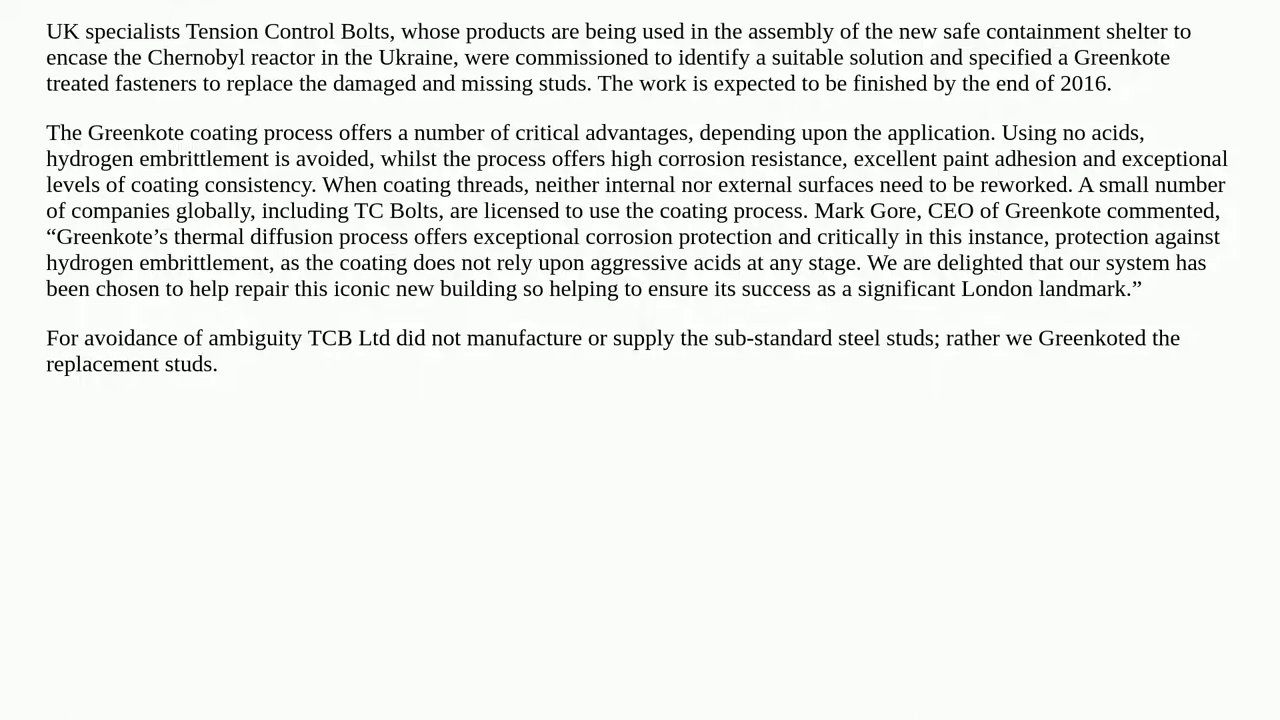 UK specialists Tension Control Bolts, whose products are being used in the assembly of the new safe containment shelter to
encase the Chernobyl reactor in the Ukraine, were commissioned to identify a suitable solution and specified a Greenkote
treated fasteners to replace the damaged and missing studs. The work is expected to be finished by the end of 2016.
The Greenkote coating process offers a number of critical advantages, depending upon the application. Using no acids,
hydrogen embrittlement is avoided, whilst the process offers high corrosion resistance, excellent paint adhesion and exceptional
levels of coating consistency. When coating threads, neither internal nor external surfaces need to be reworked. A small number
of companies globally, including TC Bolts, are licensed to use the coating process. Mark Gore, CEO of Greenkote commented,
“Greenkote’s thermal diffusion process offers exceptional corrosion protection and critically in this instance, protection against
hydrogen embrittlement, as the coating does not rely upon aggressive acids at any stage. We are delighted that our system has
been chosen to help repair this iconic new building so helping to ensure its success as a significant London landmark.”
For avoidance of ambiguity TCB Ltd did not manufacture or supply the sub-standard steel studs; rather we Greenkoted the
replacement studs.